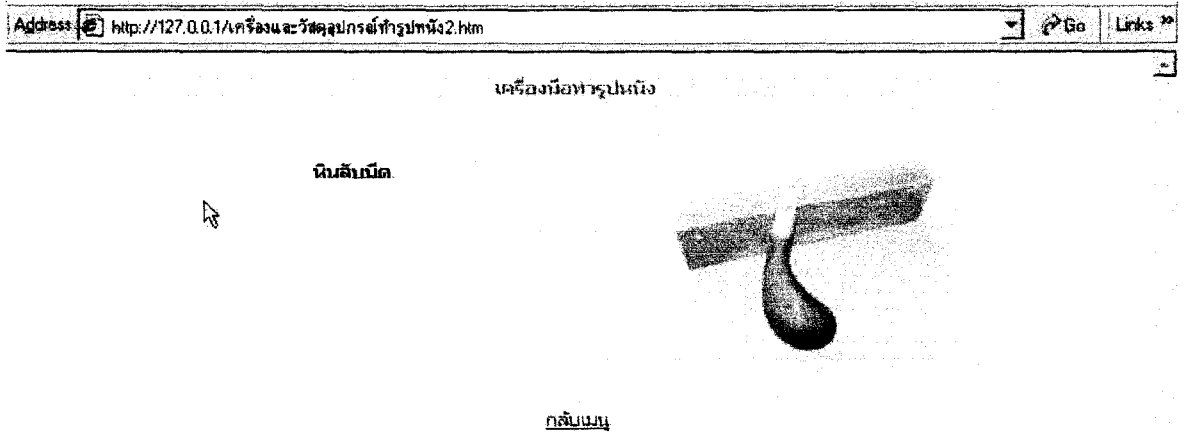 Address http://127.0.0.1/เครื่องและวัสดุอุปกรณ์ทำรูปหนัง2.htm Go Links »
เครื่องมือทำรูปหนัง
หินลับมีด
กลับเมนู